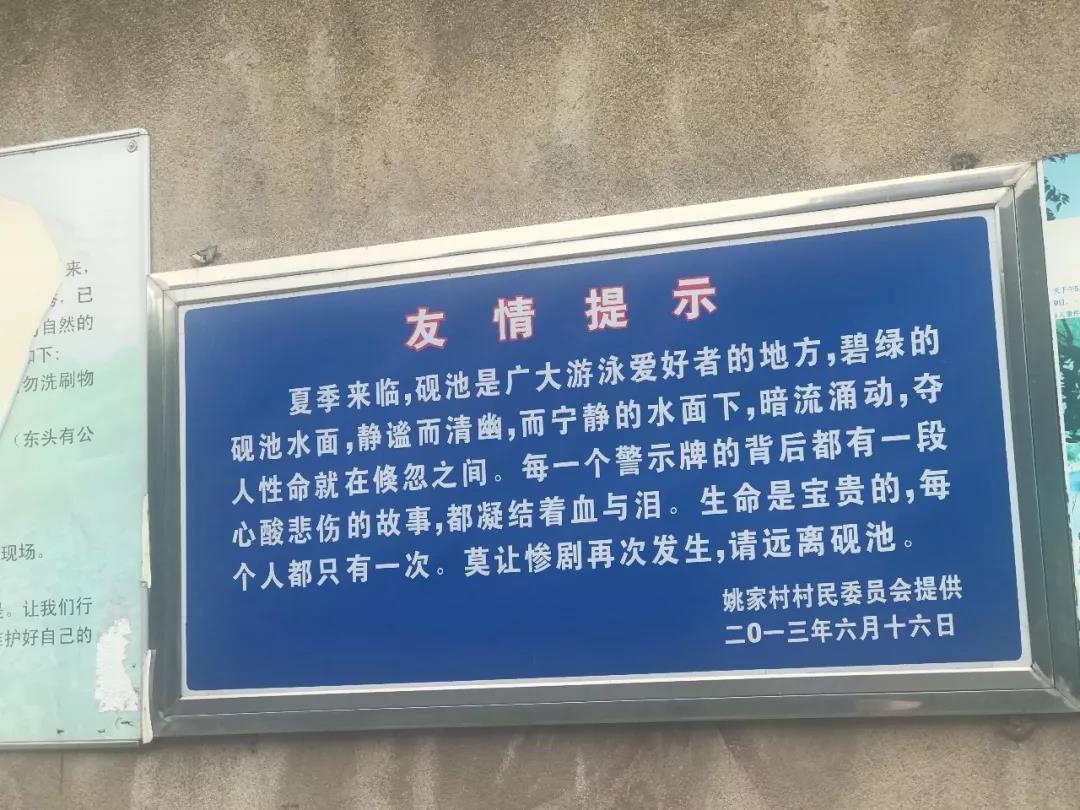 友情提示
夏季来临,砚池是广大游泳爱好者的地方,碧绿的
砚池水面,静谧而清幽,而宁静的水面下,暗流涌动,夺
人性命就在倏忽之间。每一个警示牌的背后都有一段
心酸悲伤的故事,都凝结着血与泪。生命是宝贵的,每
个人都只有一次。莫让惨剧再次发生,请远离砚池。
姚家村村民委员会提供
二0一三年六月十六日
来,
已
自然的
下:
勿洗刷物
(东头有公
现场。
。让我们行
护好自己的